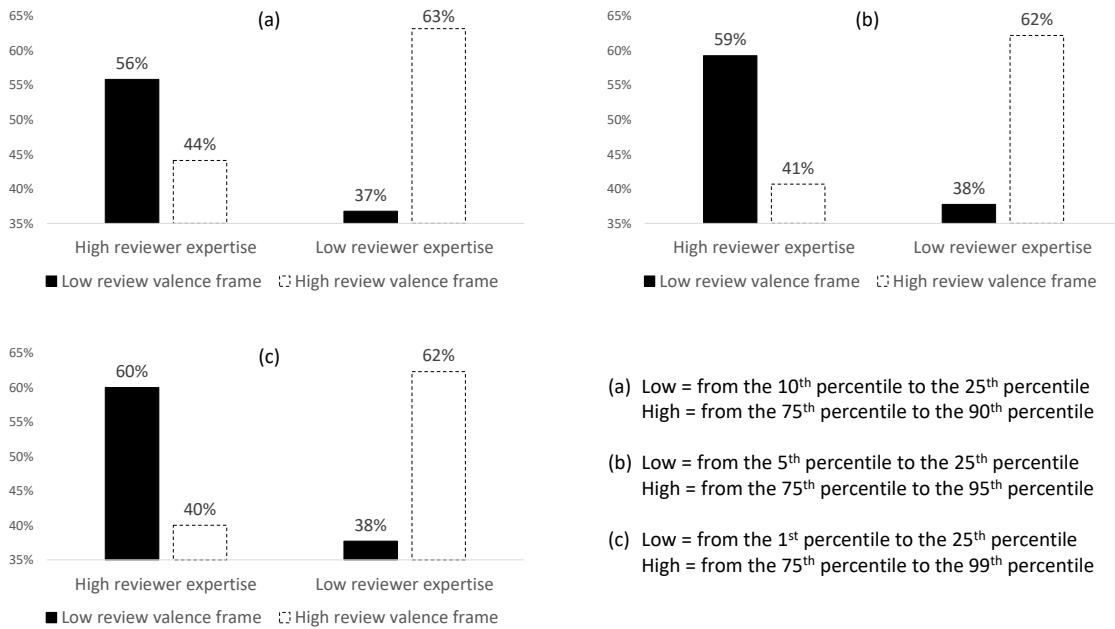 (a)
65%
60%
55%
50%
45%
40%
35%
56%
44%
37%
63%
High reviewer expertise Low reviewer expertise
Low review valence frame High review valence frame
(b)
65%
60%
55%
50%
45%
40%
35%
59%
41%
38%
62%
High reviewer expertise Low reviewer expertise
Low review valence frame High review valence frame
(c)
65%
60%
55%
50%
45%
40%
35%
60%
40%
38%
62%
High reviewer expertise Low reviewer expertise
Low review valence frame High review valence frame
(a) Low = from the 10th percentile to the 25th percentile
High = from the 75th percentile to the 90th percentile
(b) Low = from the 5th percentile to the 25th percentile
High = from the 75th percentile to the 95th percentile
(c) Low = from the 1st percentile to the 25th percentile
High = from the 75th percentile to the 99th percentile